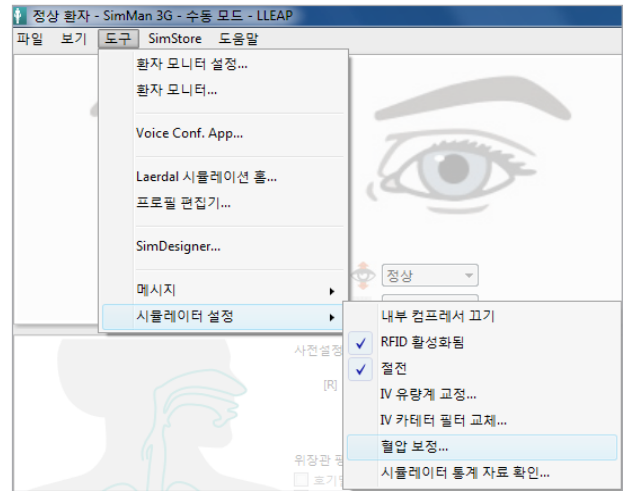 정상 환자 - SimMan 3G - 수동 모드 - LLEAP
파일 보기 도구 SimStore 도움말
환자 모니터 설정...
환자 모니터...
Voice Conf. App...
Laerdal 시뮬레이션 홈...
프로필 편집기...
SimDesigner...
메시지
시뮬레이터 설정
정상
내부 컴프레서 끄기
RFID 활성화됨
절전
IV 유량계 교정...
IV 카테터 필터 교체...
혈압 보정...
시뮬레이터 통계 자료 확인...
사전설정
[R]
위장관 팽
호기